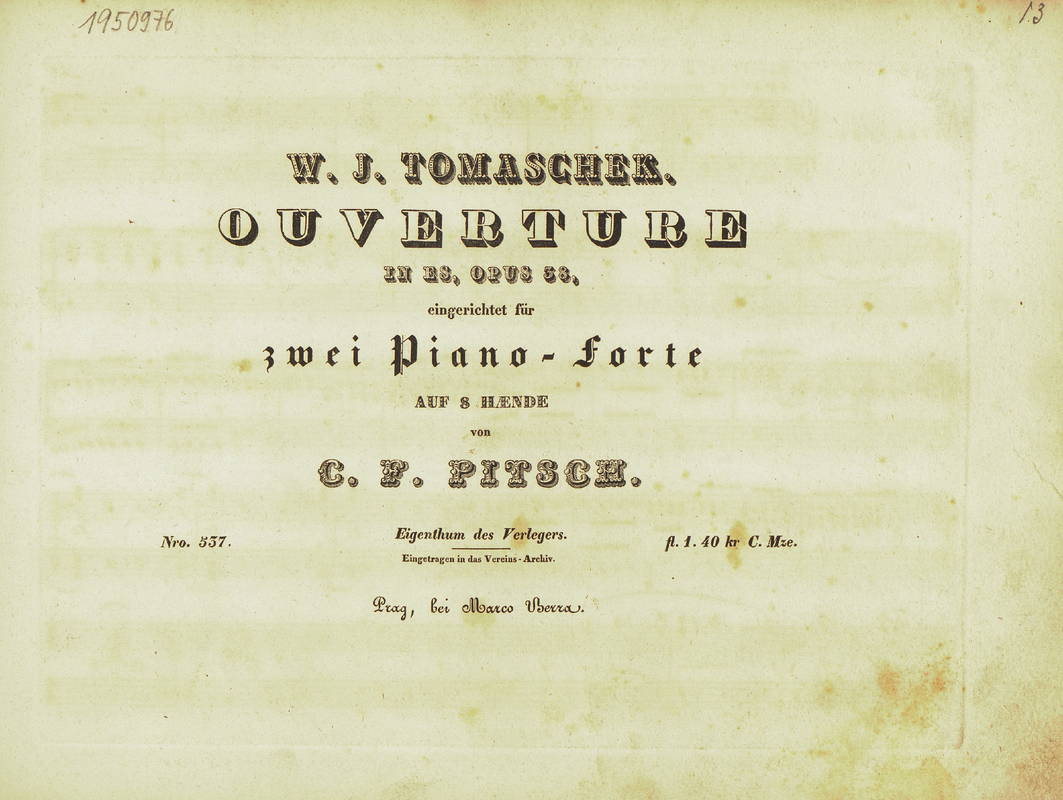 1950976
13
W. J. TOMASCHEK.
OUVERTURE
IN ES, OPUS 38,
eingerichtet für
zwei Piano-Forte
AUF 8 HÆNDE
von
C. F. PITSCH.
Nro. 537. Eigenthum des Verlegers. fl. 1. 40 kr C. Mze.
Eingetragen in das Vereins-Archiv.
Prag, bei Marco Berra.